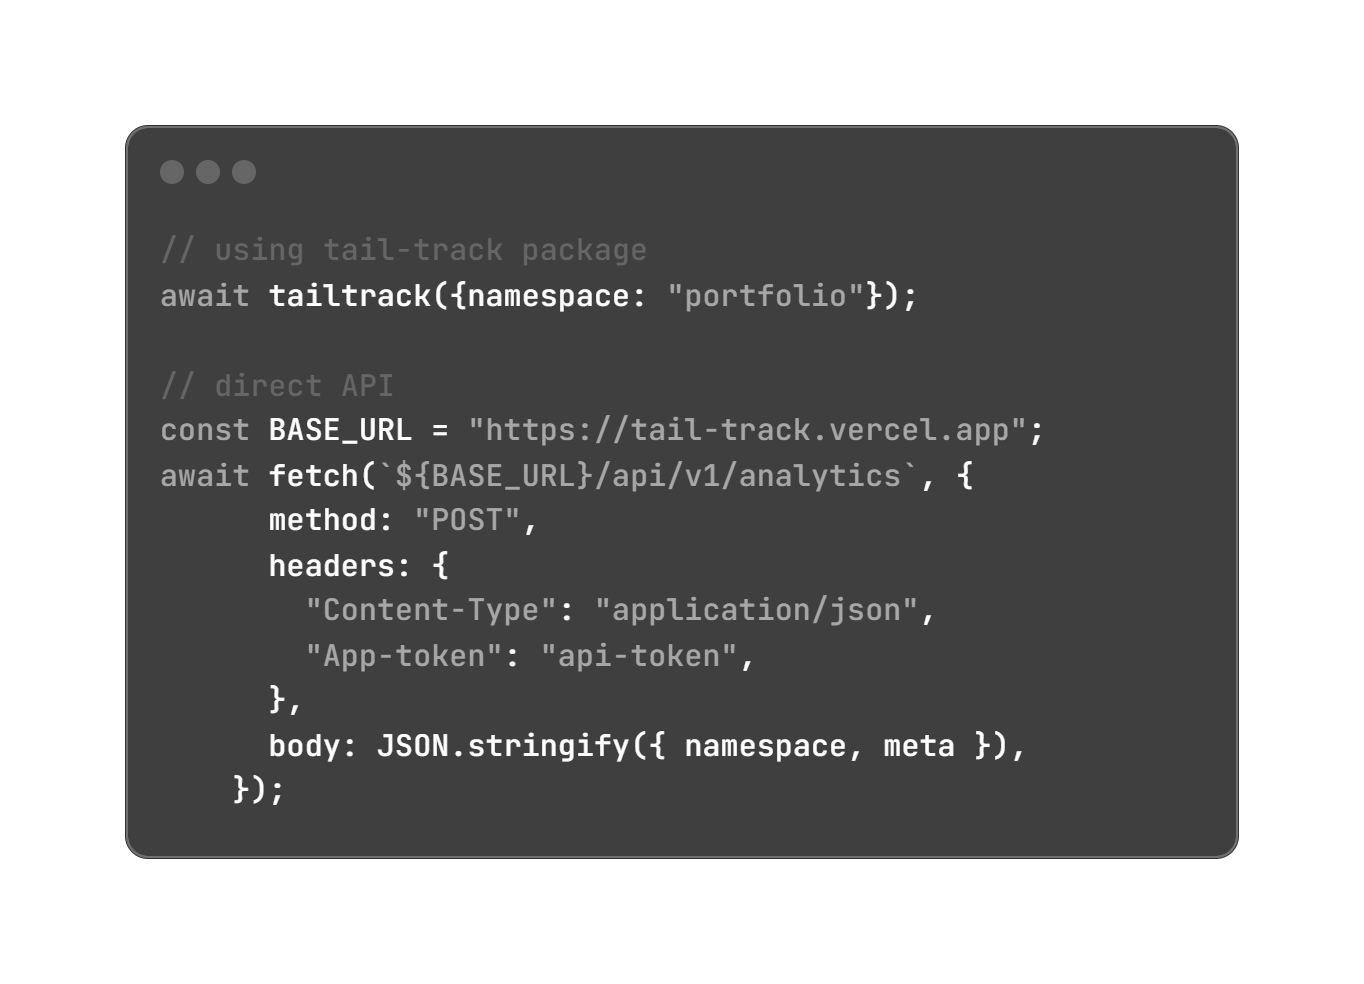 // using tail-track package
await tailtrack({namespace: "portfolio"});
// direct API
const BASE_URL = "https://tail-track.vercel.app";
await fetch(`${BASE_URL}/api/v1/analytics`, {
method: "POST",
headers: {
"Content-Type": "application/json",
"App-token": "api-token",
},
body: JSON.stringify({ namespace, meta }),
});